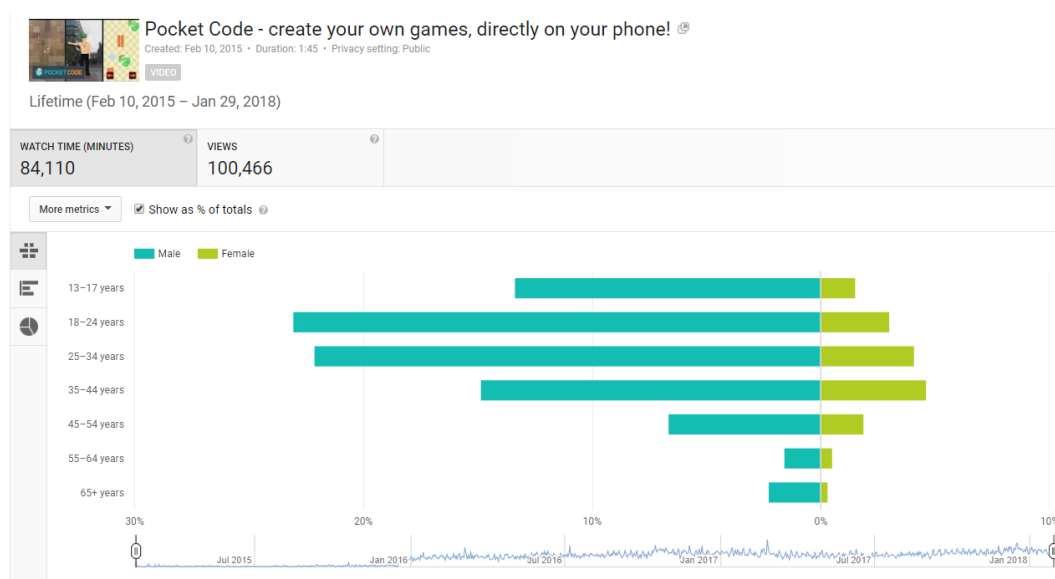 Pocket Code - create your own games, directly on your phone!
Created: Feb 10, 2015 • Duration: 1:45 • Privacy setting: Public
POCKETCODE
VIDEO
Lifetime (Feb 10, 2015 – Jan 29, 2018)
WATCH TIME (MINUTES) ?
84,110
VIEWS ?
100,466
More metrics Show as % of totals ?
Male Female
13–17 years
18–24 years
25–34 years
35–44 years
45–54 years
55–64 years
65+ years
30% 20% 10% 0% 10%
Jul 2015 Jan 2016 Jul 2016 Jan 2017 Jul 2017 Jan 2018